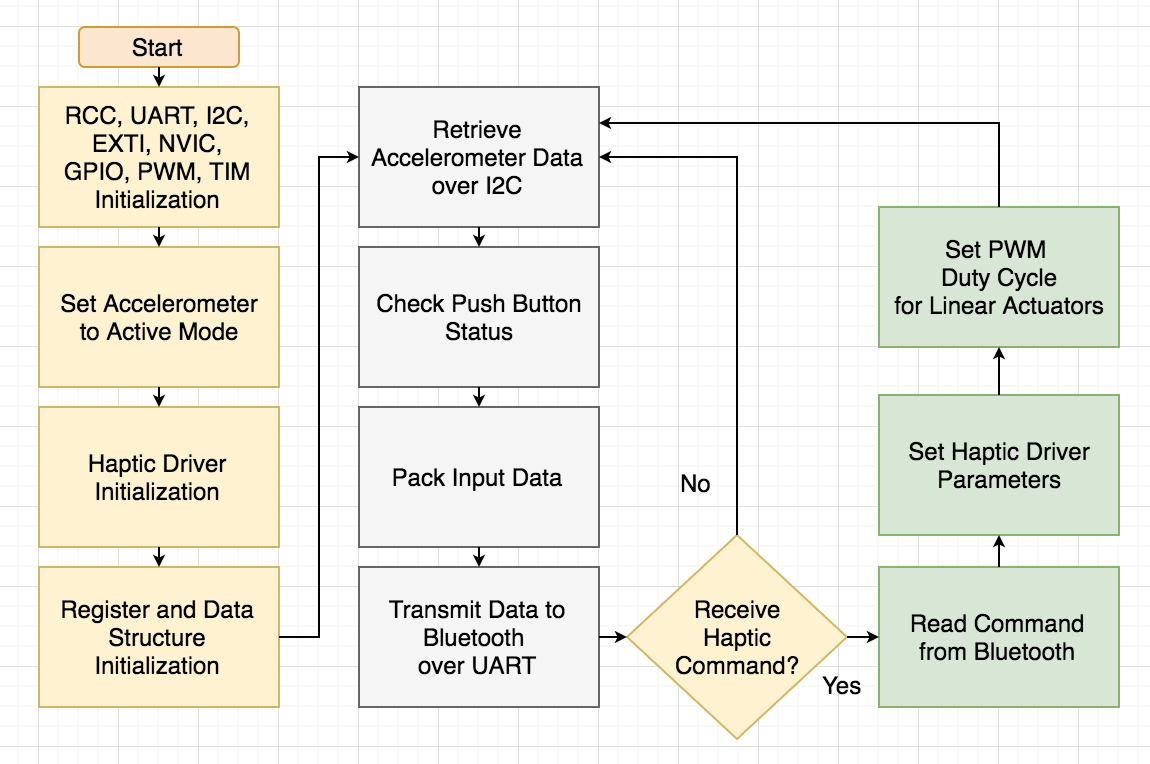 Start
RCC, UART, I2C,
EXTI, NVIC,
GPIO, PWM, TIM
Initialization
Set Accelerometer
to Active Mode
Haptic Driver
Initialization
Register and Data
Structure
Initialization
Retrieve
Accelerometer Data
over I2C
Check Push Button
Status
Pack Input Data
Transmit Data to
Bluetooth
over UART
Receive
Haptic
Command?
No
Yes
Read Command
from Bluetooth
Set Haptic Driver
Parameters
Set PWM
Duty Cycle
for Linear Actuators